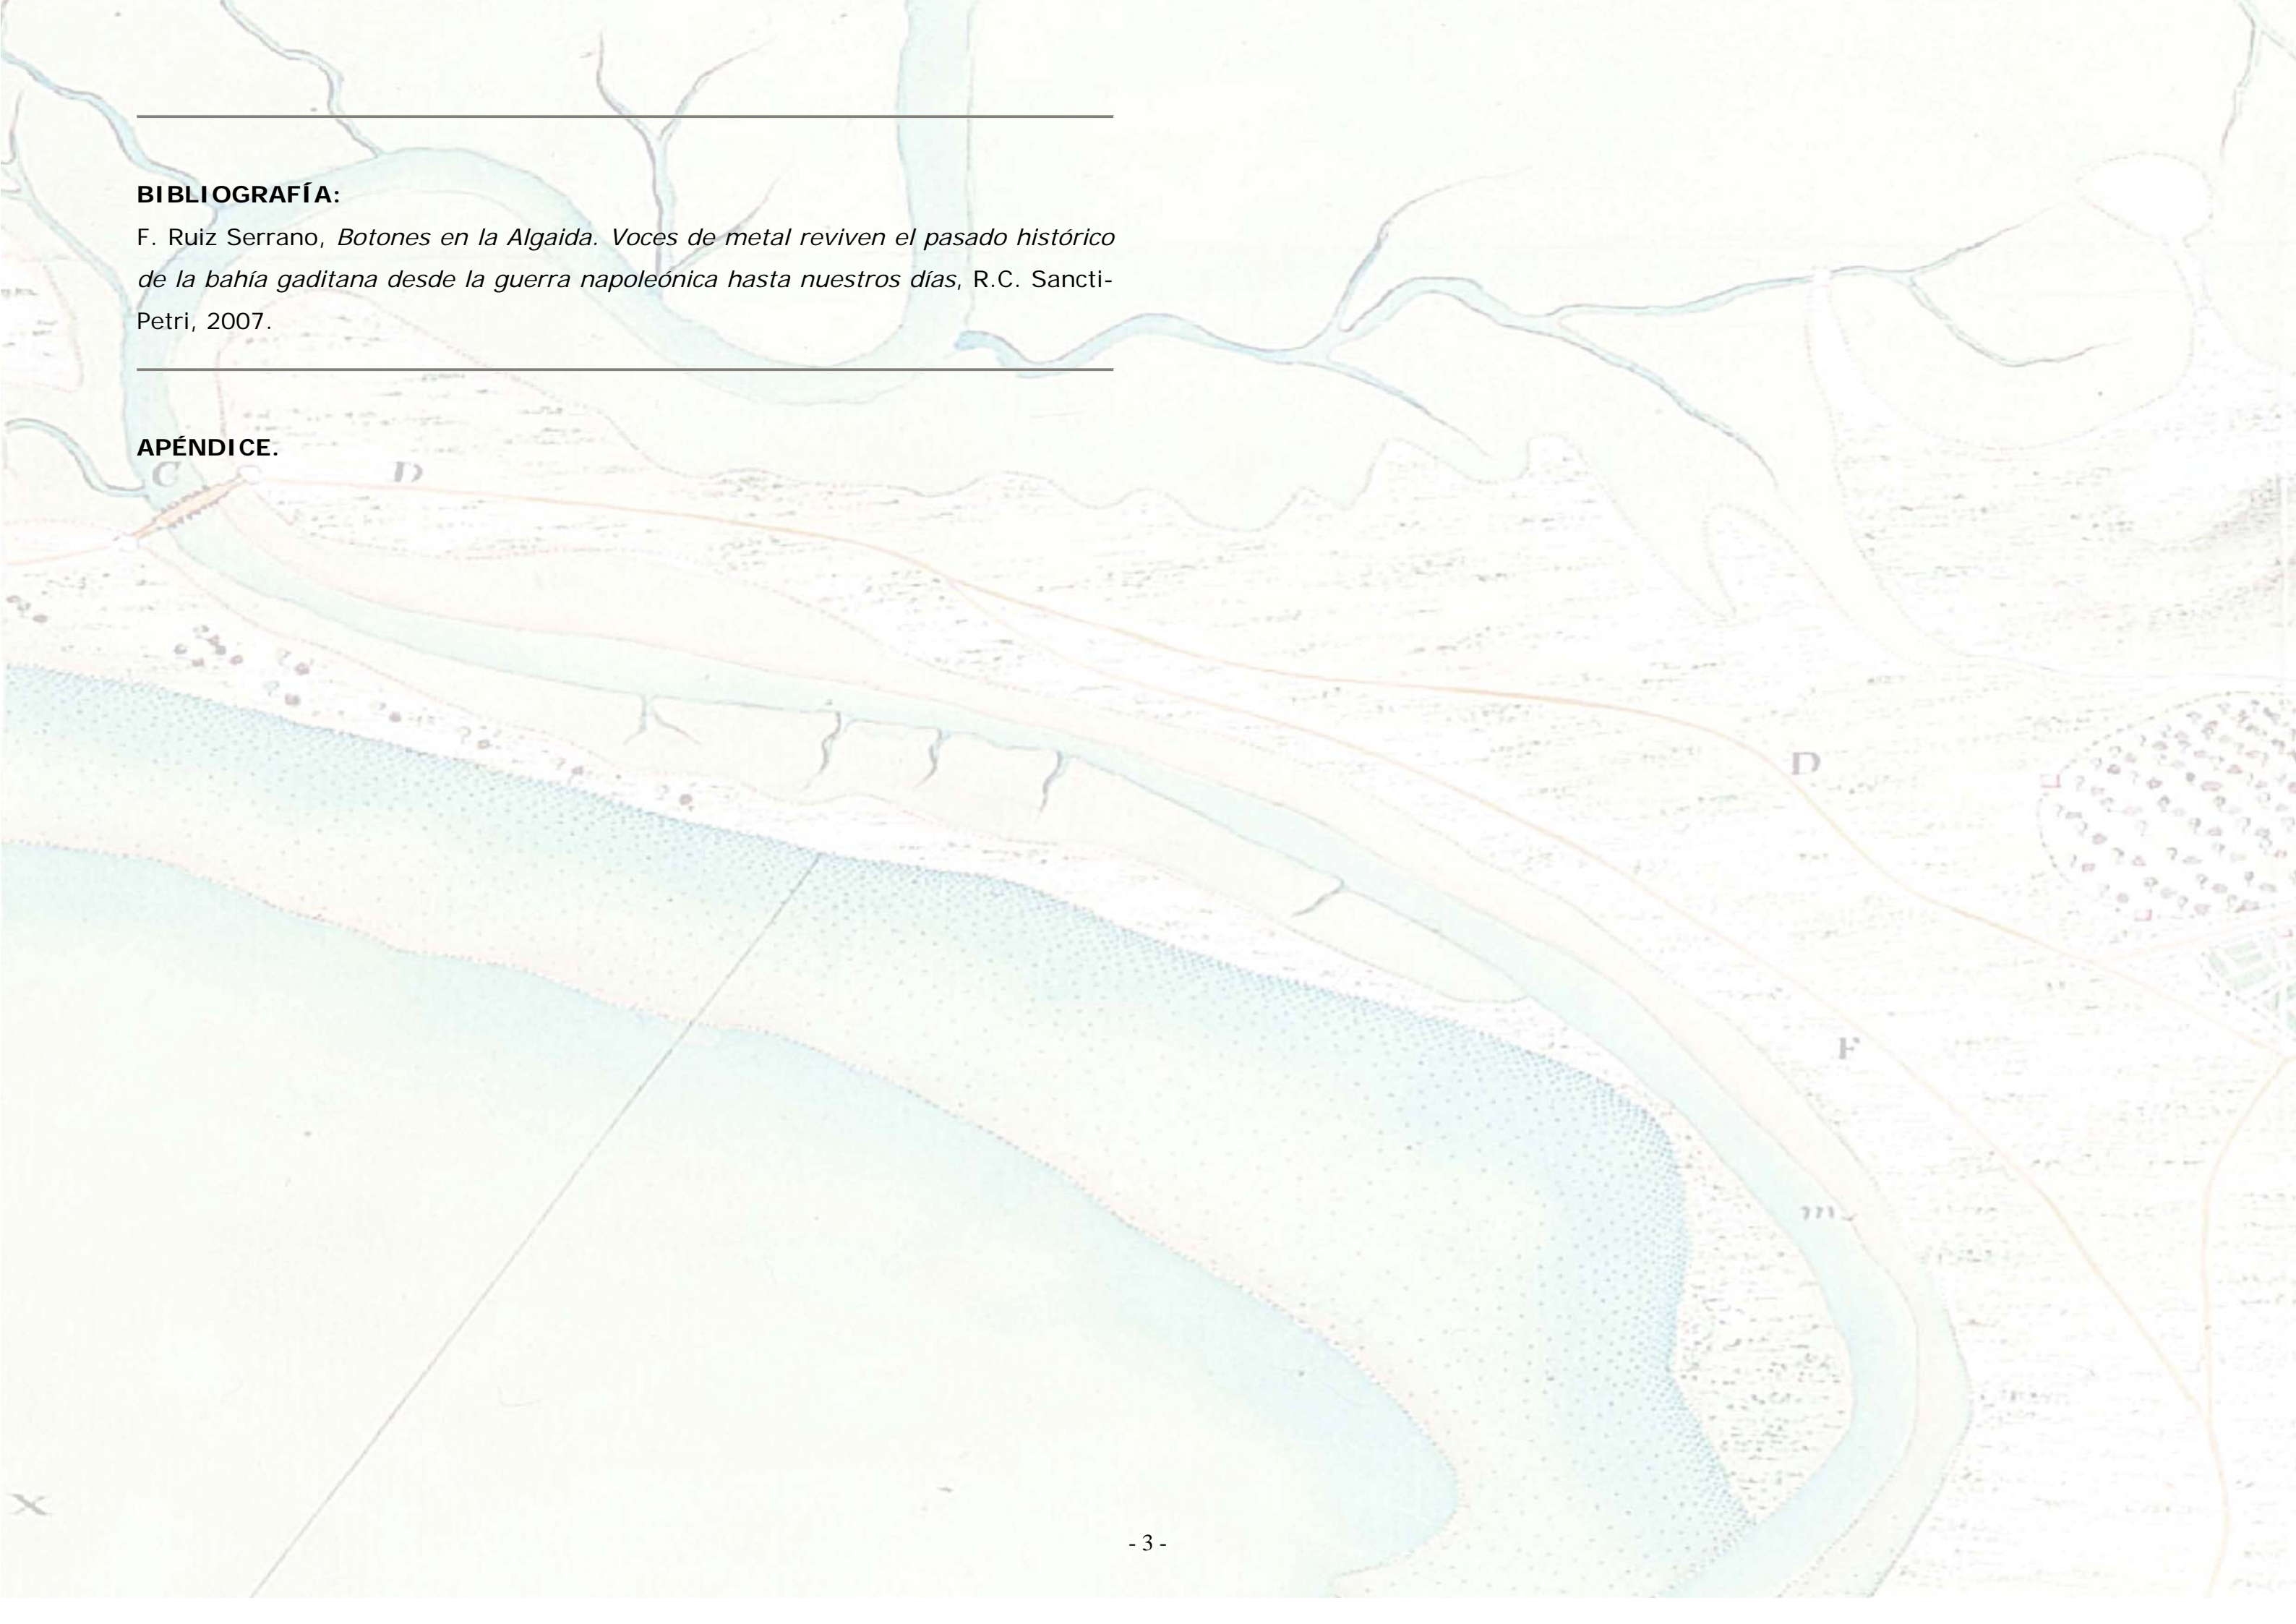 BIBLIOGRAFÍA:
F. Ruiz Serrano, Botones en la Algaida. Voces de metal reviven el pasado histórico
de la bahía gaditana desde la guerra napoleónica hasta nuestros días, R.C. Sancti-
Petri, 2007.
APÉNDICE.
C
D
D
F
m
X
- 3 -